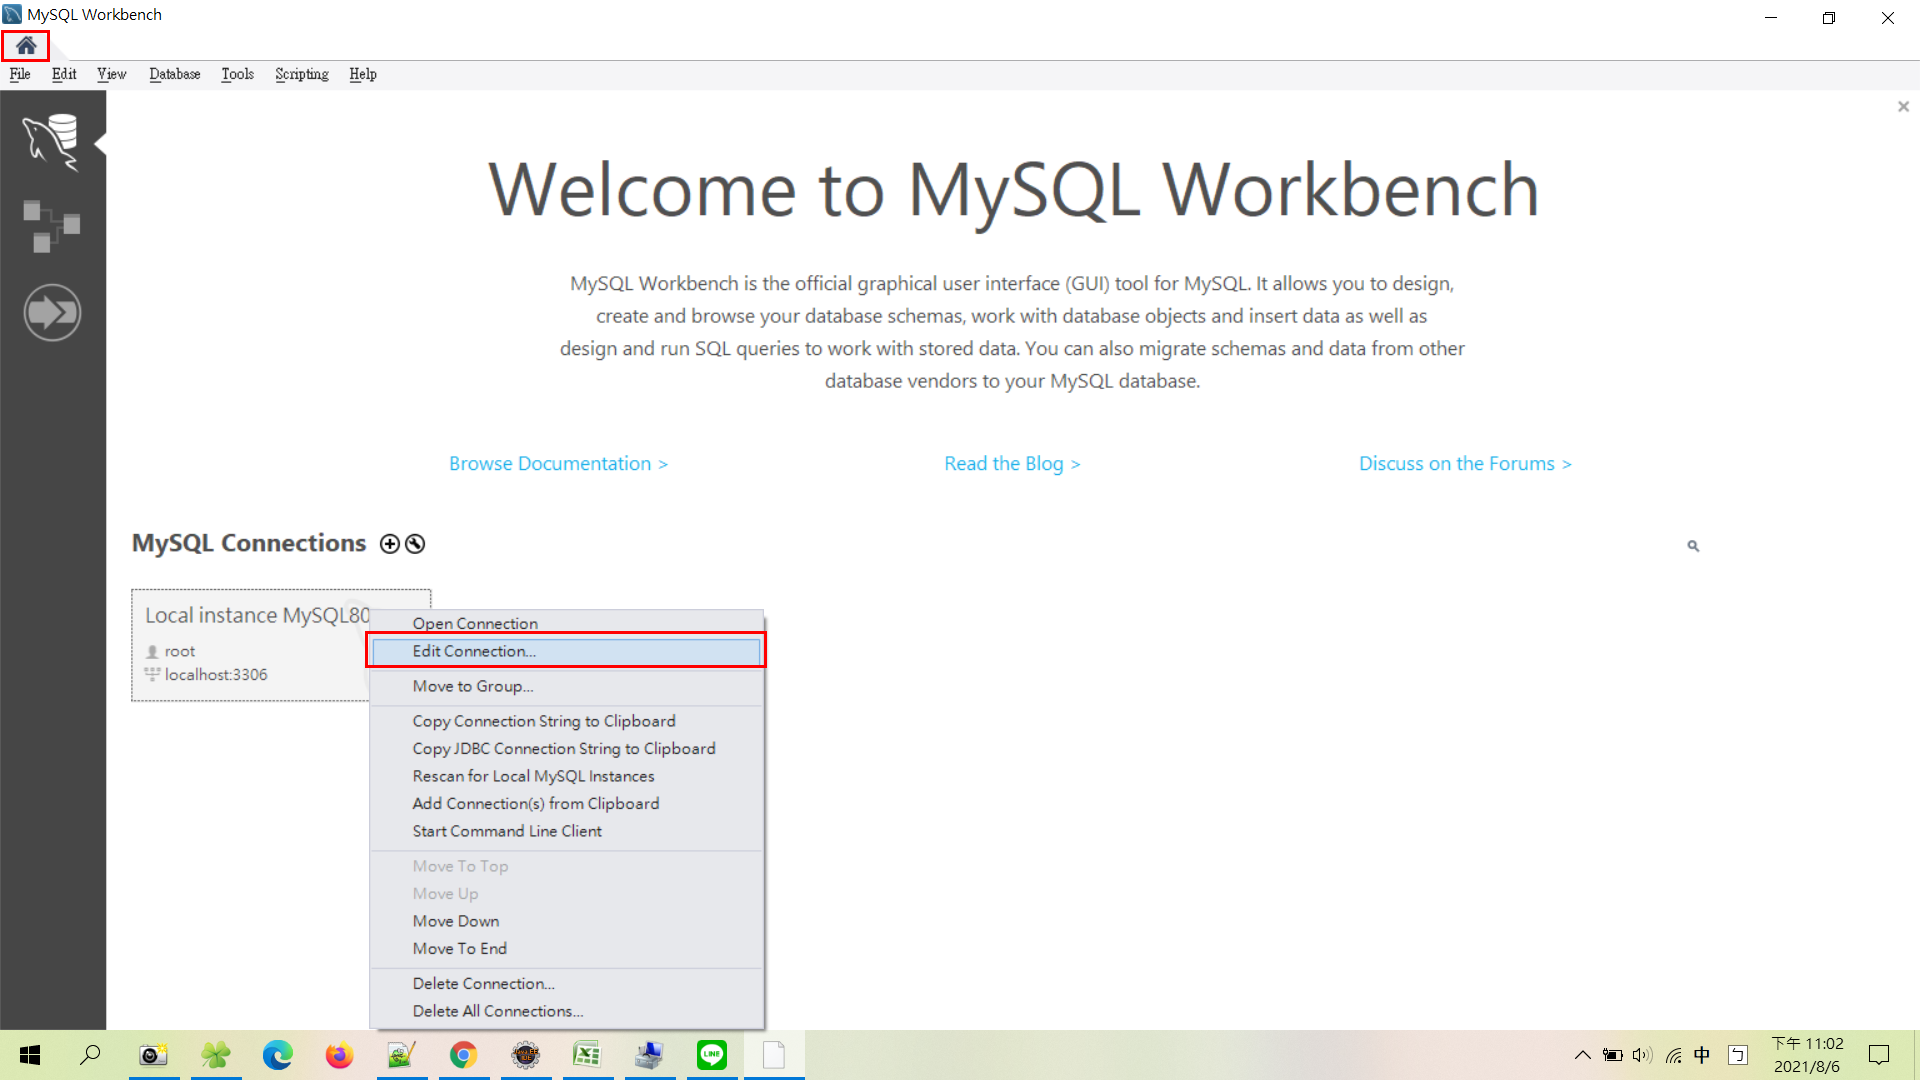 MySQL Workbench
File Edit View Database Tools Scripting Help
Welcome to MySQL Workbench
MySQL Workbench is the official graphical user interface (GUI) tool for MySQL. It allows you to design,
create and browse your database schemas, work with database objects and insert data as well as
design and run SQL queries to work with stored data. You can also migrate schemas and data from other
database vendors to your MySQL database.
Browse Documentation > Read the Blog > Discuss on the Forums >
MySQL Connections
Local instance MySQL80
root
localhost:3306
Open Connection
Edit Connection...
Move to Group...
Copy Connection String to Clipboard
Copy JDBC Connection String to Clipboard
Rescan for Local MySQL Instances
Add Connection(s) from Clipboard
Start Command Line Client
Move To Top
Move Up
Move Down
Move To End
Delete Connection...
Delete All Connections...
LINE
中
ㄅ
下午 11:02
2021/8/6